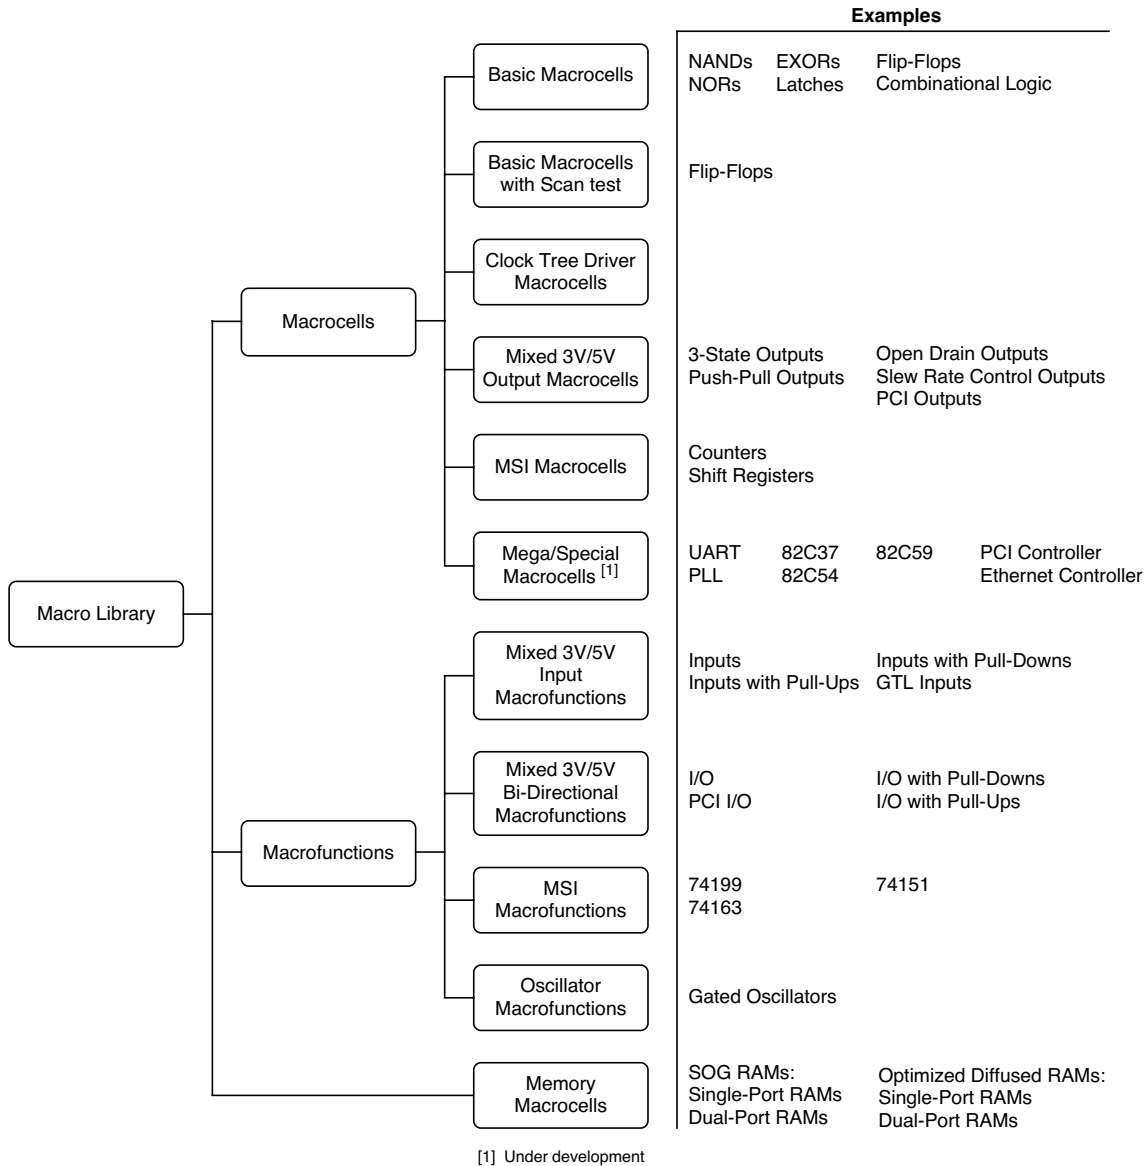 Examples
Basic Macrocells
NANDs EXORs Flip-Flops
NORs Latches Combinational Logic
Basic Macrocells
with Scan test
Flip-Flops
Clock Tree Driver
Macrocells
Macrocells
Mixed 3V/5V
Output Macrocells
3-State Outputs Open Drain Outputs
Push-Pull Outputs Slew Rate Control Outputs
PCI Outputs
MSI Macrocells
Counters
Shift Registers
Mega/Special
Macrocells [1]
UART 82C37 82C59 PCI Controller
PLL 82C54 Ethernet Controller
Macro Library
Mixed 3V/5V
Input
Macrofunctions
Inputs Inputs with Pull-Downs
Inputs with Pull-Ups GTL Inputs
Mixed 3V/5V
Bi-Directional
Macrofunctions
I/O I/O with Pull-Downs
PCI I/O I/O with Pull-Ups
Macrofunctions
MSI
Macrofunctions
74199 74151
74163
Oscillator
Macrofunctions
Gated Oscillators
Memory
Macrocells
SOG RAMs: Optimized Diffused RAMs:
Single-Port RAMs Single-Port RAMs
Dual-Port RAMs Dual-Port RAMs
[1] Under development